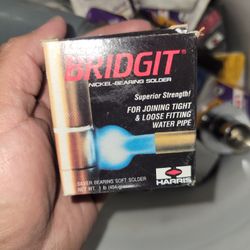 BRIDGIT®
NICKEL-BEARING SOLDER
Superior Strength!
FOR JOINING TIGHT
& LOOSE FITTING
WATER PIPE
SILVER BEARING SOFT SOLDER
NET WT. 1 lb (454 grams)
HARRIS